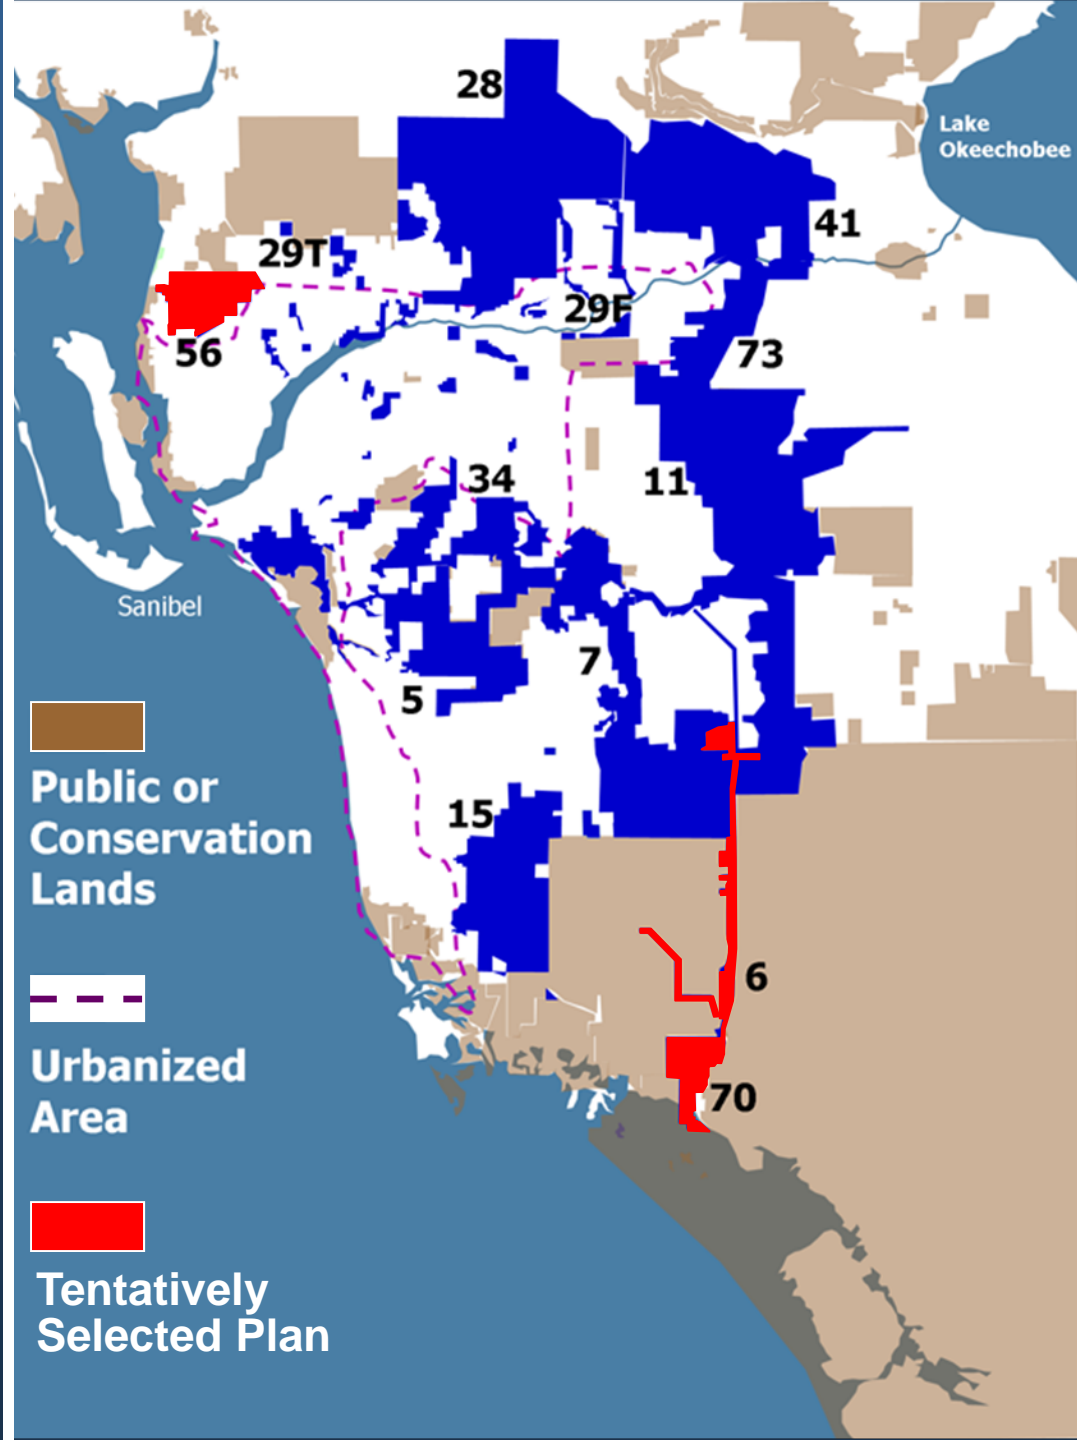 28
Lake
Okeechobee
41
29T
29F
56
73
34
11
Sanibel
7
5
Public or
Conservation
Lands
15
6
Urbanized
Area
70
Tentatively
Selected Plan